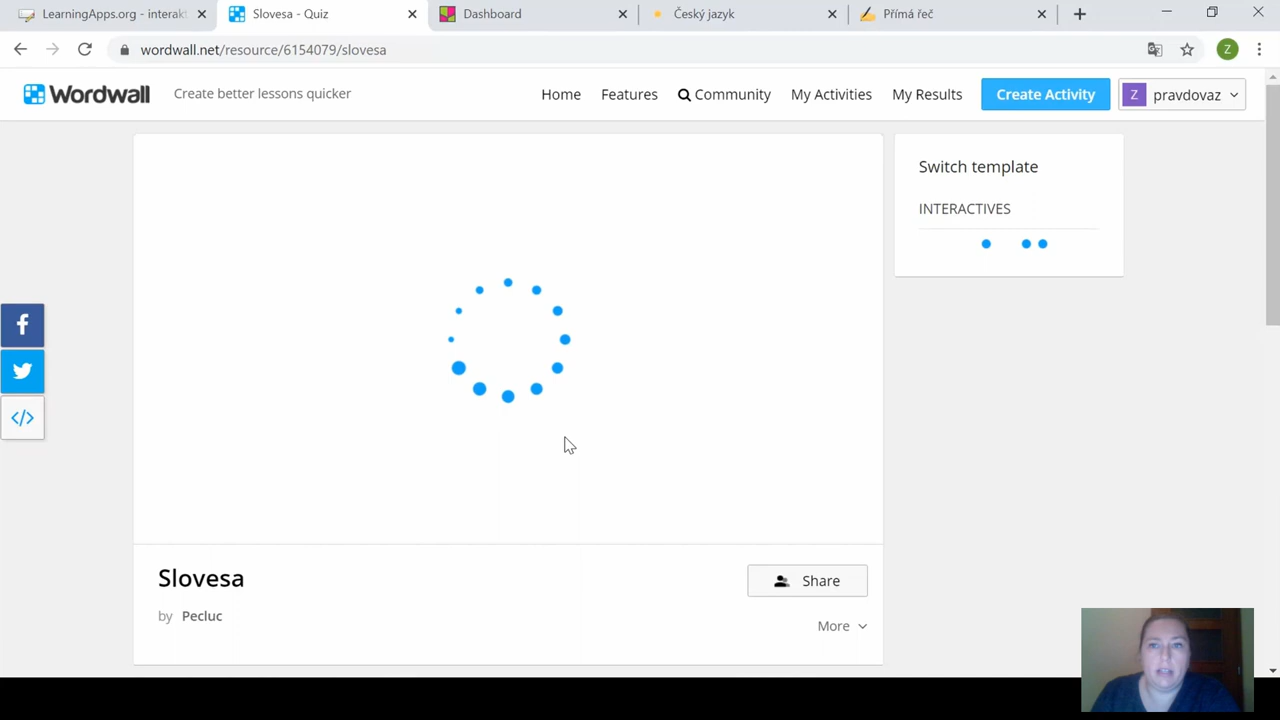 LearningApps.org - interakt
Slovesa - Quiz
Dashboard
Český jazyk
Přímá řeč
wordwall.net/resource/6154079/slovesa
Z
Wordwall
Create better lessons quicker
Home
Features
Community
My Activities
My Results
Create Activity
Z
pravdovaz
Switch template
INTERACTIVES
f
</>
Slovesa
Share
by Pecluc
More